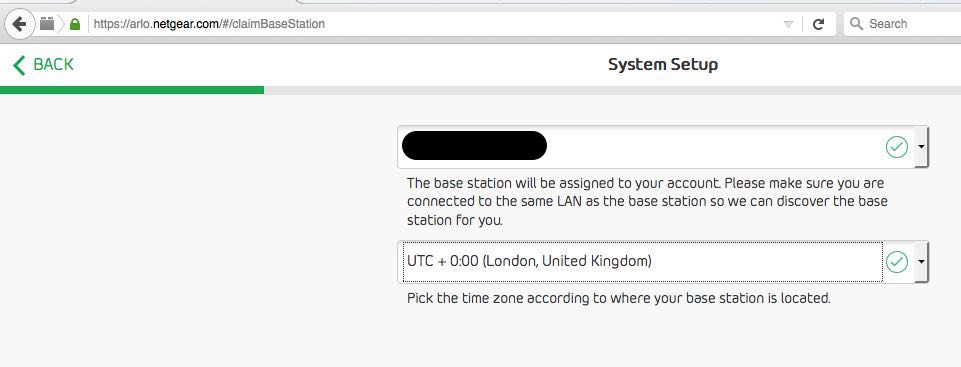 https://arlo.netgear.com/#/claimBaseStation
Search
BACK
System Setup
The base station will be assigned to your account. Please make sure you are
connected to the same LAN as the base station so we can discover the base
station for you.
UTC + 0:00 (London, United Kingdom)
Pick the time zone according to where your base station is located.